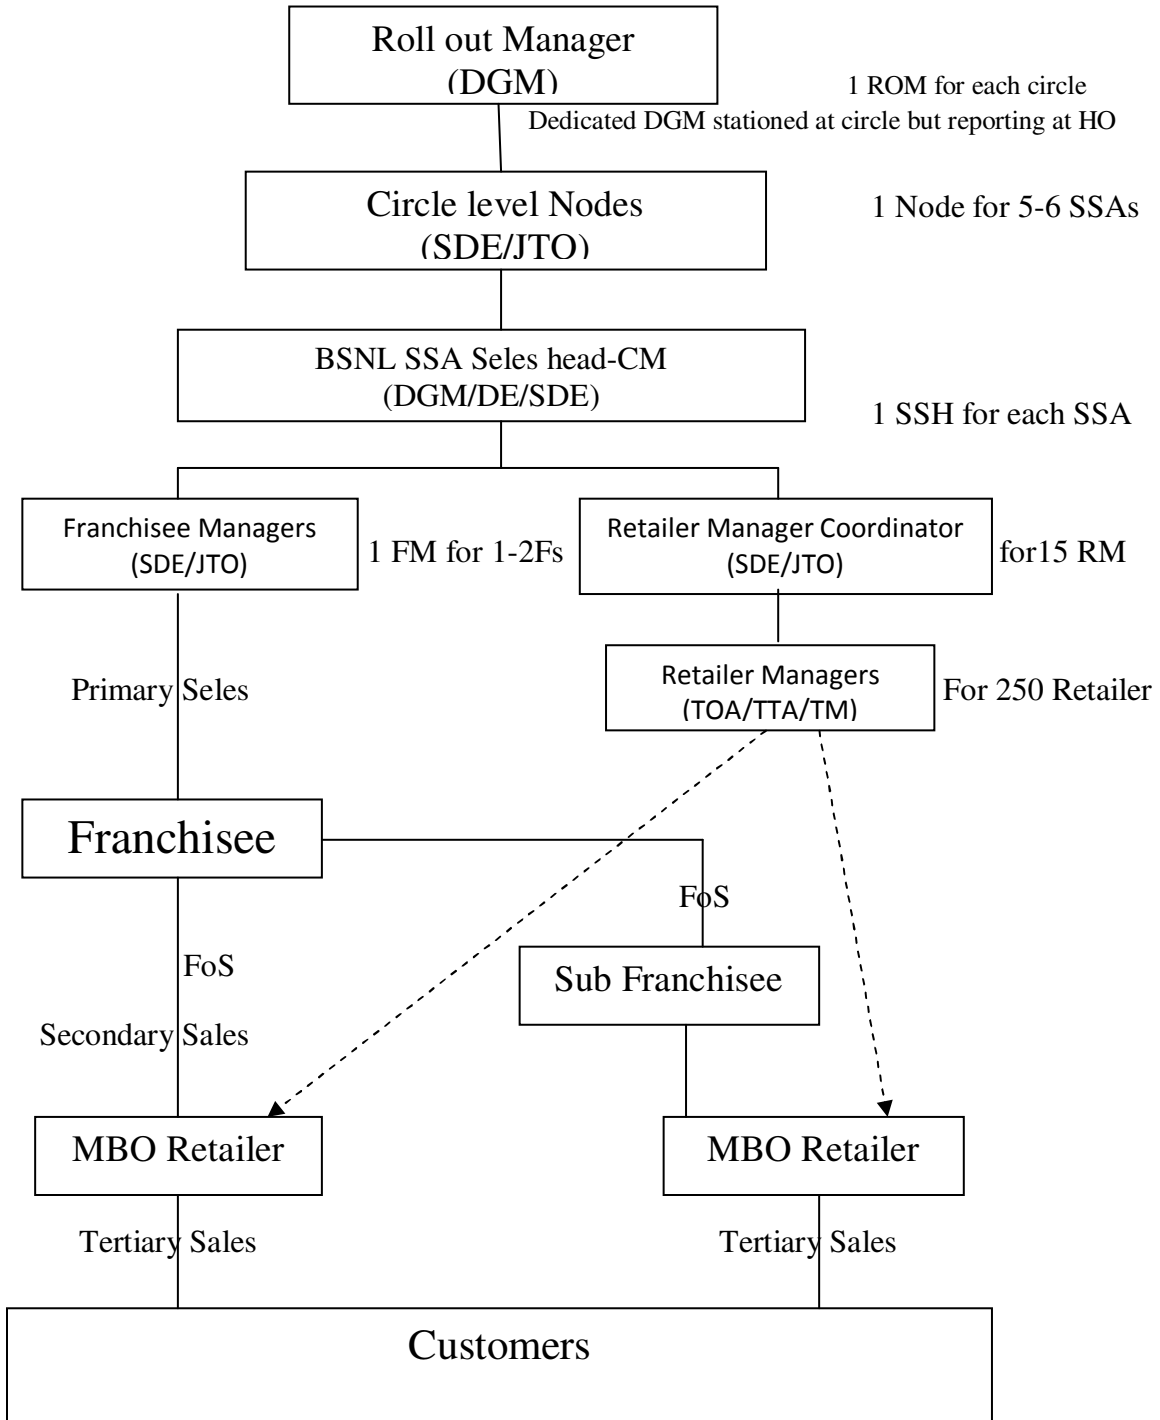 Roll out Manager
(DGM)
1 ROM for each circle
Dedicated DGM stationed at circle but reporting at HO
Circle level Nodes
(SDE/JTO)
1 Node for 5-6 SSAs
BSNL SSA Seles head-CM
(DGM/DE/SDE)
1 SSH for each SSA
Franchisee Managers
(SDE/JTO)
1 FM for 1-2Fs
Retailer Manager Coordinator
(SDE/JTO)
for15 RM
Retailer Managers
(TOA/TTA/TM)
For 250 Retailer
Primary Seles
Franchisee
FoS
FoS
Sub Franchisee
Secondary Sales
MBO Retailer
MBO Retailer
Tertiary Sales
Tertiary Sales
Customers